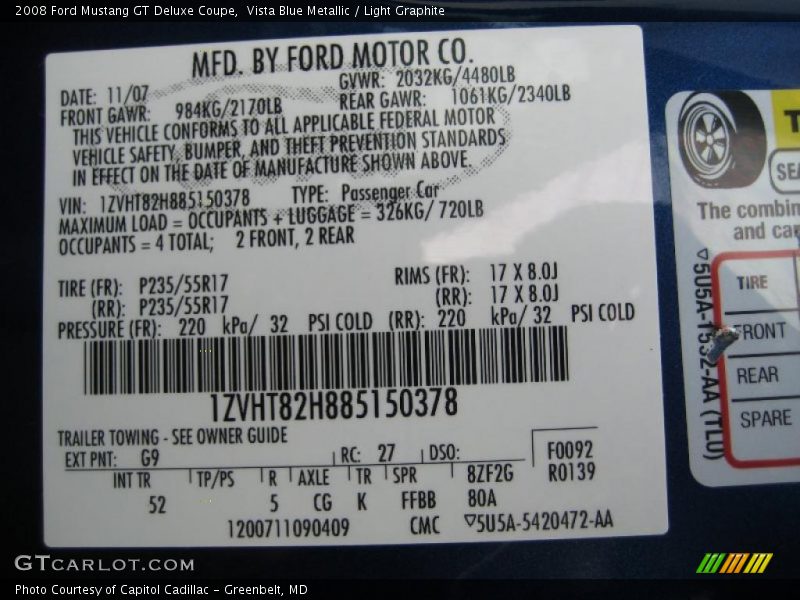 2008 Ford Mustang GT Deluxe Coupe, Vista Blue Metallic / Light Graphite
MFD. BY FORD MOTOR CO.
DATE: 11/07 GVWR: 2032KG/4480LB
FRONT GAWR: 984KG/2170LB REAR GAWR: 1061KG/2340LB
THIS VEHICLE CONFORMS TO ALL APPLICABLE FEDERAL MOTOR
VEHICLE SAFETY, BUMPER, AND THEFT PREVENTION STANDARDS
IN EFFECT ON THE DATE OF MANUFACTURE SHOWN ABOVE.
VIN: 1ZVHT82H885150378 TYPE: Passenger Car
MAXIMUM LOAD = OCCUPANTS + LUGGAGE = 326KG/ 720LB
OCCUPANTS = 4 TOTAL; 2 FRONT, 2 REAR
TIRE (FR): P235/55R17 RIMS (FR): 17 X 8.0J
(RR): P235/55R17 (RR): 17 X 8.0J
PRESSURE (FR): 220 kPa/ 32 PSI COLD (RR): 220 kPa/ 32 PSI COLD
1ZVHT82H885150378
TRAILER TOWING - SEE OWNER GUIDE
EXT PNT: G9 RC: 27 DSO: F0092
INT TR TP/PS R AXLE TR SPR 8ZF2G R0139
52 5 CG K FFBB 80A
1200711090409 CMC ▽5U5A-5420472-AA
T
SEA
The combin
and ca
TIRE
FRONT
REAR
SPARE
▽5U5A-1532-AA (TLU)
GTCARLOT.COM
Photo Courtesy of Capitol Cadillac - Greenbelt, MD